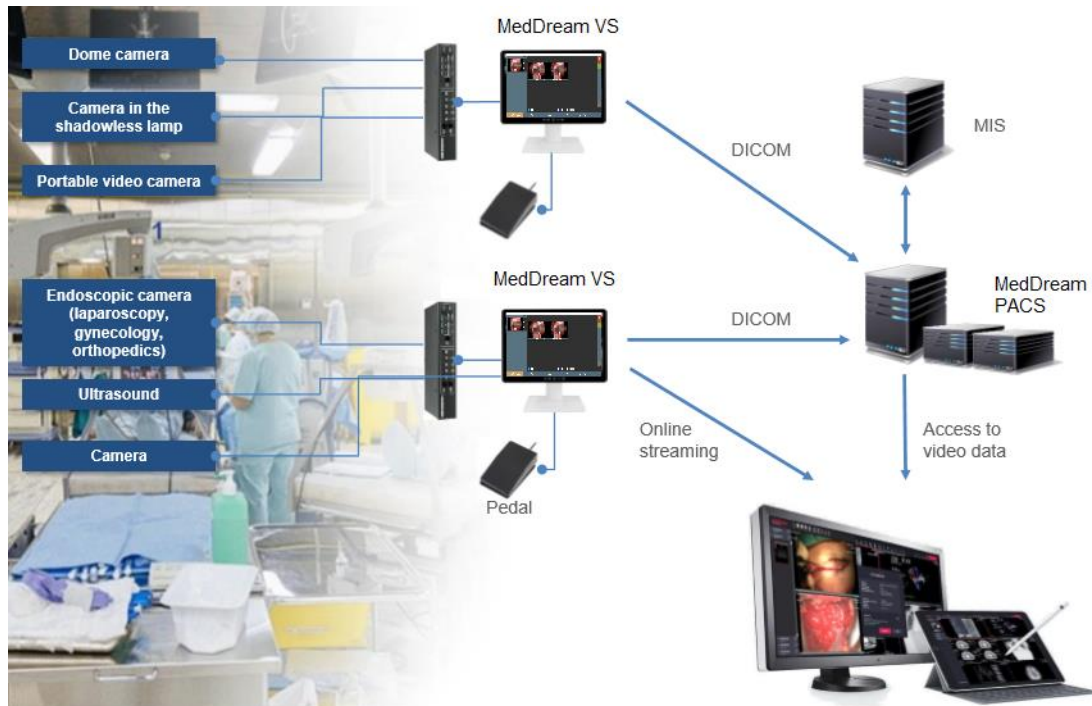 MedDream VS
Dome camera
Camera in the
shadowless lamp
Portable video camera
DICOM
MIS
1
MedDream VS
Endoscopic camera
(laparoscopy,
gynecology,
orthopedics)
Ultrasound
Camera
DICOM
MedDream
PACS
Online
streaming
Access to
video data
Pedal